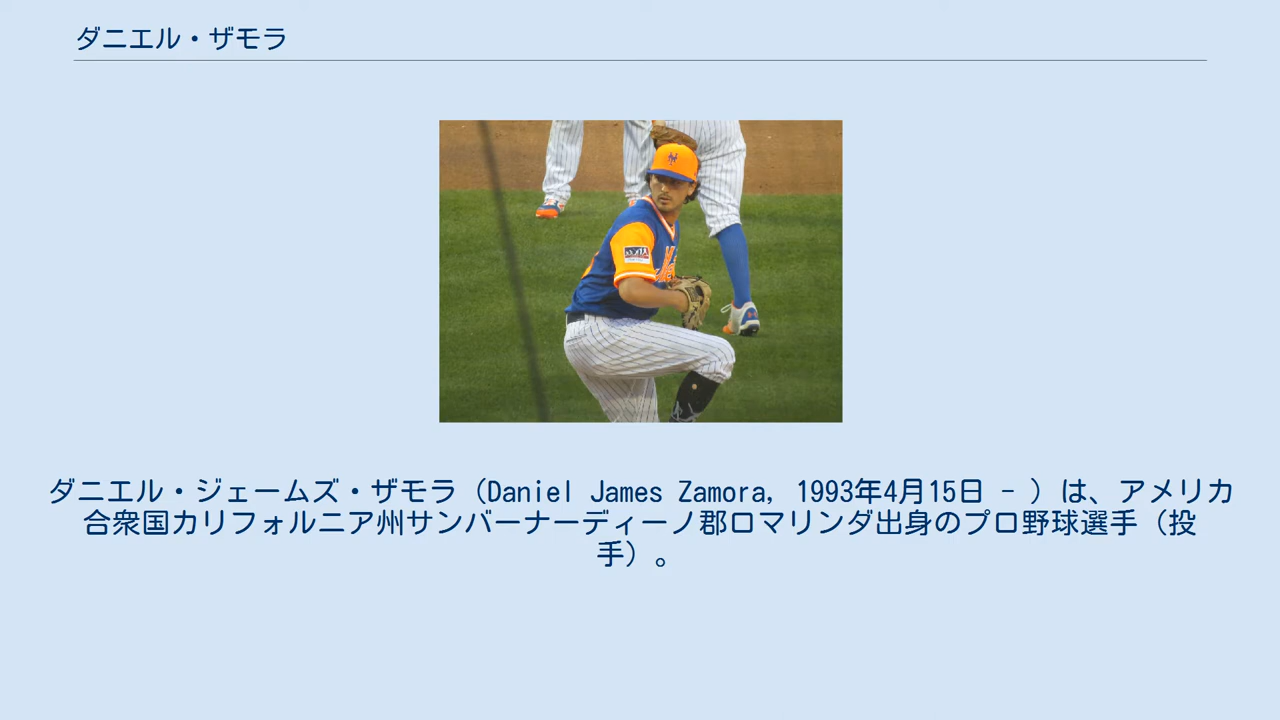 ダニエル・ザモラ
ダニエル・ジェームズ・ザモラ（Daniel James Zamora, 1993年4月15日 - ）は、アメリカ
合衆国カリフォルニア州サンバーナーディーノ郡ロマリンダ出身のプロ野球選手（投
手）。